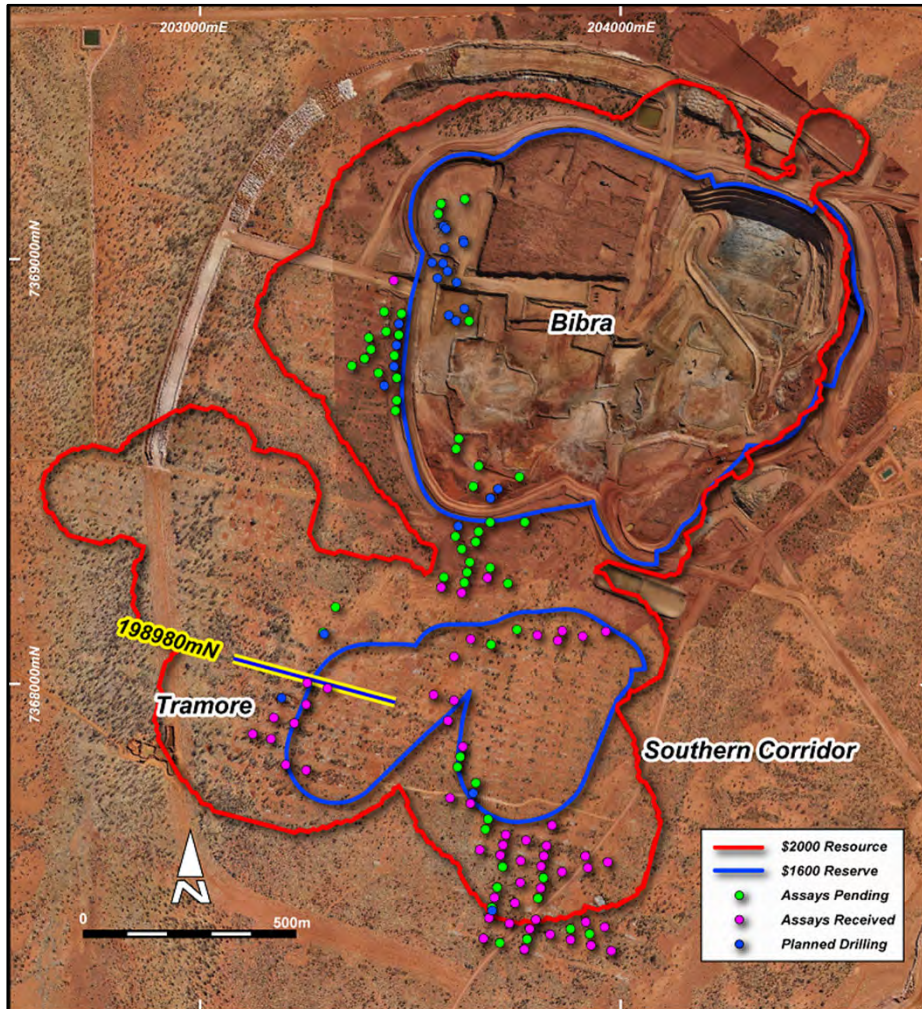 203000mE
204000mE
7369000mN
Bibra
198980mN
7368000mN
Tramore
Southern Corridor
N
0
500m
$2000 Resource
$1600 Reserve
Assays Pending
Assays Received
Planned Drilling